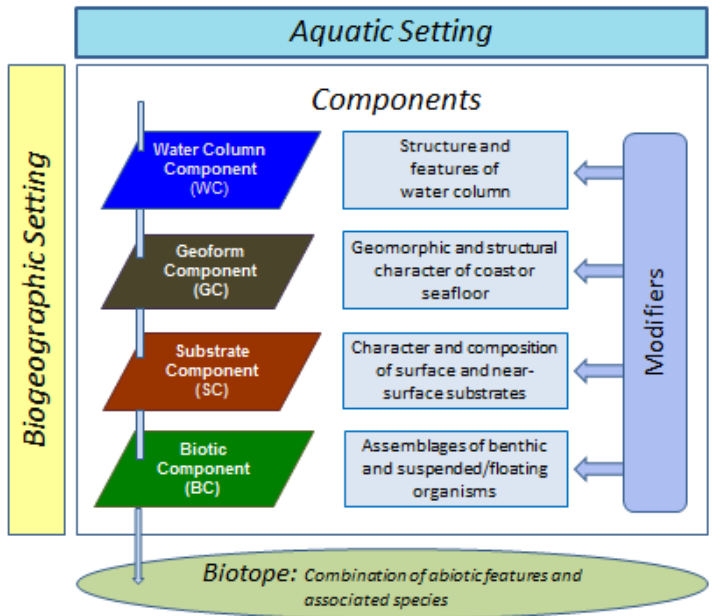 Aquatic Setting
Biogeographic Setting
Components
Water Column
Component
(WC)
Structure and
features of
water column
Geoform
Component
(GC)
Geomorphic and structural
character of coast or
seafloor
Substrate
Component
(SC)
Character and composition
of surface and near-
surface substrates
Biotic
Component
(BC)
Assemblages of benthic
and suspended/floating
organisms
Modifiers
Biotope: Combination of abiotic features and
associated species